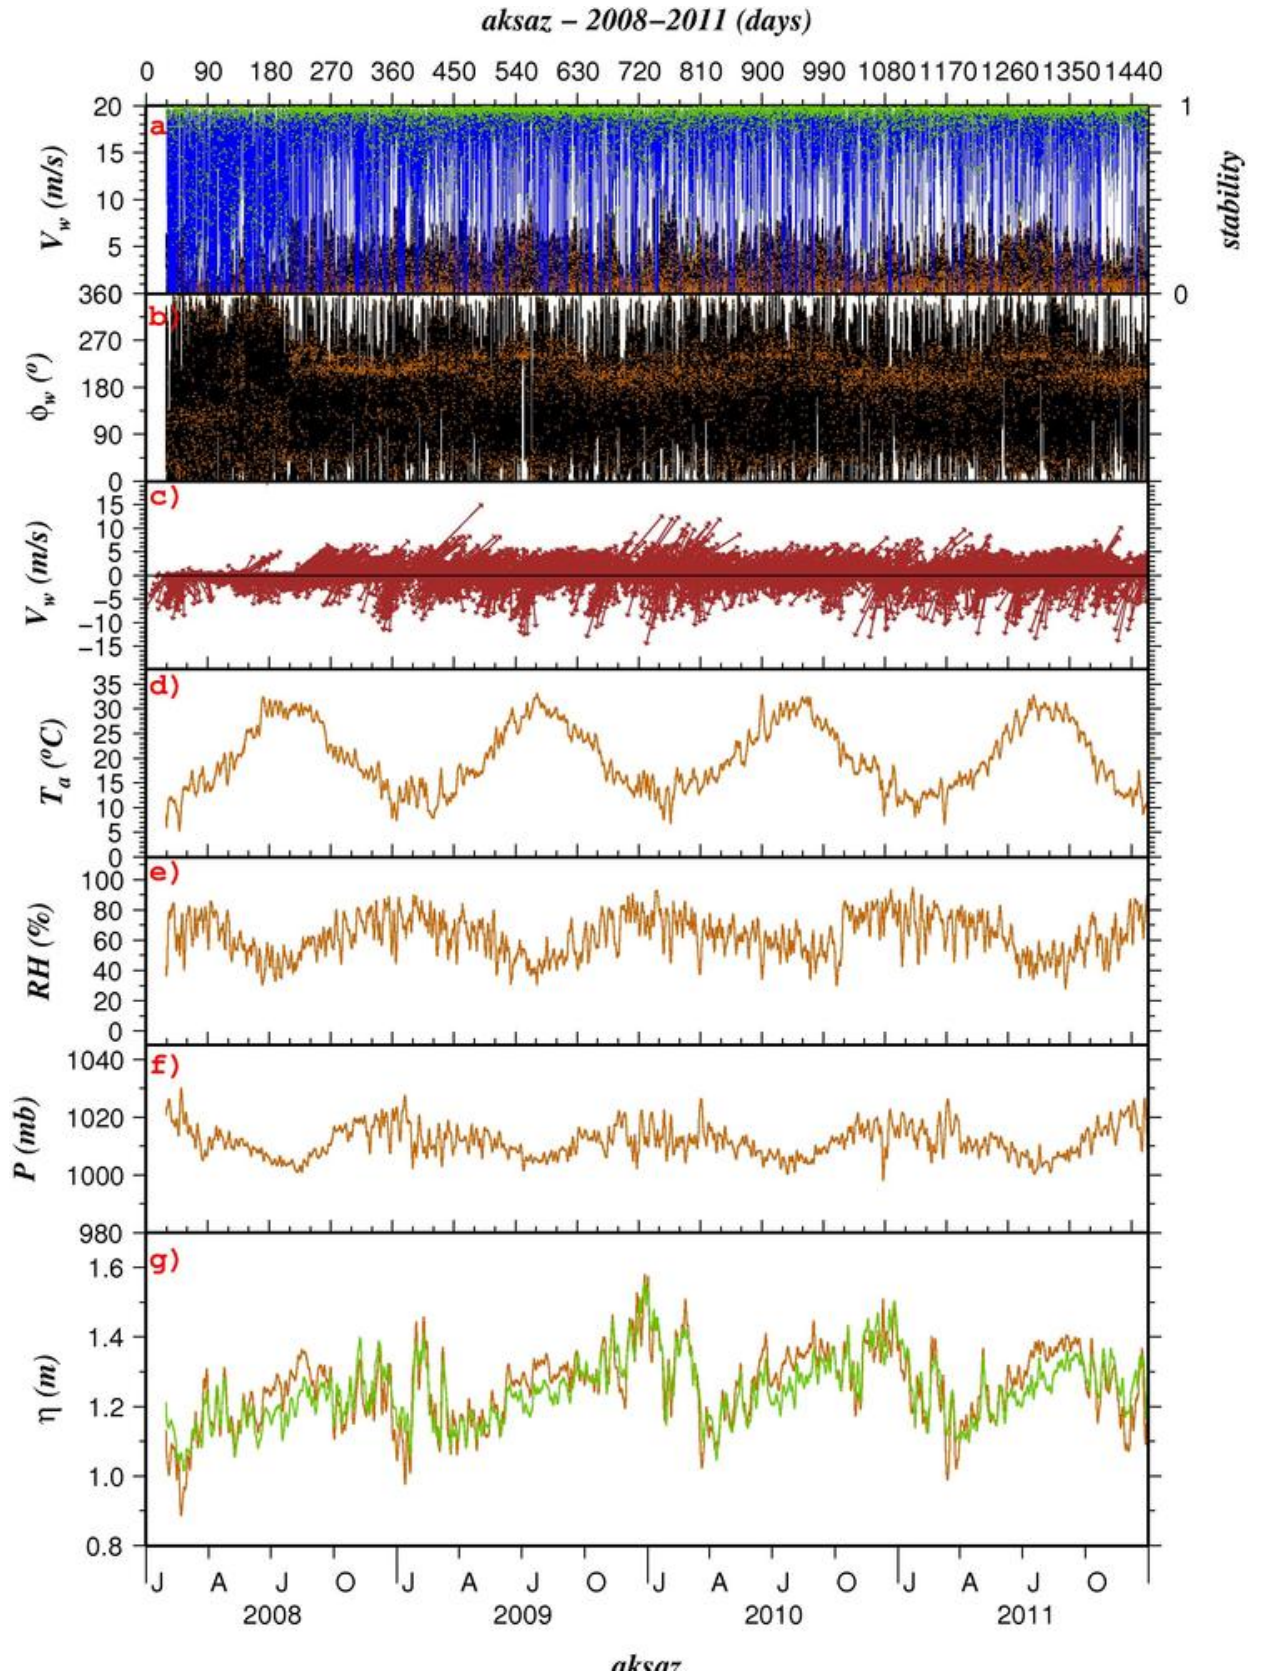 aksaz – 2008–2011 (days)
0 90 180 270 360 450 540 630 720 810 900 990 1080 1170 1260 1350 1440
a
20 15 10 5
V_w (m/s)
1 0
stability
b)
360 270 180 90 0
ϕ_w (º)
c)
15 10 5 0 −5 −10 −15
V_w (m/s)
d)
35 30 25 20 15 10 5 0
T_a (ºC)
e)
100 80 60 40 20 0
RH (%)
f)
1040 1020 1000 980
P (mb)
g)
1.6 1.4 1.2 1.0 0.8
η (m)
J A J O J A J O J A J O J A J O
2008 2009 2010 2011
aksaz